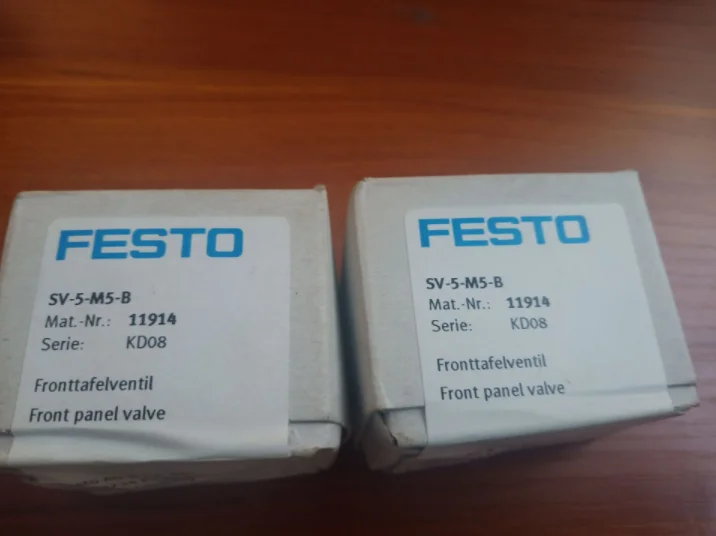 FESTO
SV-5-M5-B
Mat.-Nr.: 11914
Serie: KD08
Fronttafelventil
Front panel valve
FESTO
SV-5-M5-B
Mat.-Nr.: 11914
Serie: KD08
Fronttafelventil
Front panel valve